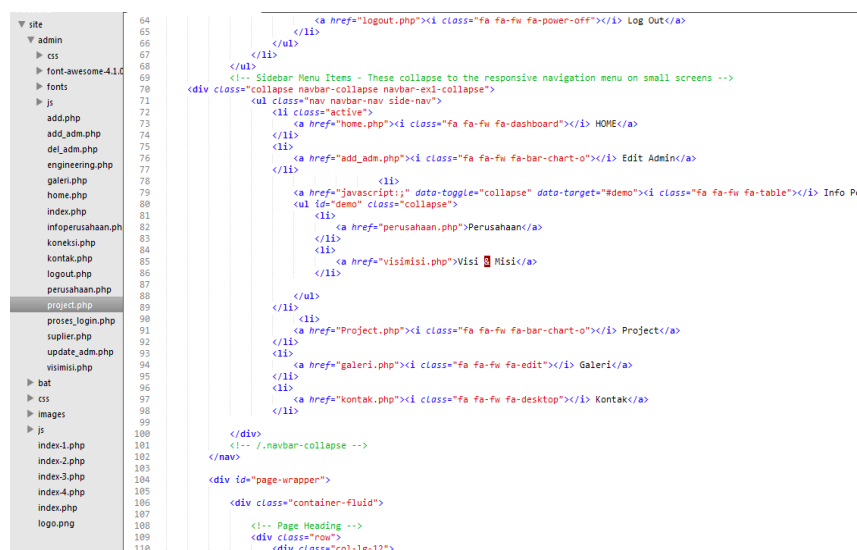 site
admin
css
font-awesome-4.1.0
fonts
js
add.php
add_adm.php
del_adm.php
engineering.php
galeri.php
home.php
index.php
infoperusahaan.ph
koneksi.php
kontak.php
logout.php
perusahaan.php
project.php
proses_login.php
suplier.php
update_adm.php
visimisi.php
bat
css
images
js
index-1.php
index-2.php
index-3.php
index-4.php
index.php
logo.png
64 <a href="logout.php"><i class="fa fa-fw fa-power-off"></i> Log Out</a>
65 </li>
66 </ul>
67 </li>
68 </ul>
69 <!-- Sidebar Menu Items - These collapse to the responsive navigation menu on small screens -->
70 <div class="collapse navbar-collapse navbar-ex1-collapse">
71 <ul class="nav navbar-nav side-nav">
72 <li class="active">
73 <a href="home.php"><i class="fa fa-fw fa-dashboard"></i> HOME</a>
74 </li>
75 <li>
76 <a href="add_adm.php"><i class="fa fa-fw fa-bar-chart-o"></i> Edit Admin</a>
77 </li>
78 <li>
79 <a href="javascript:;" data-toggle="collapse" data-target="#demo"><i class="fa fa-fw fa-table"></i> Info Pe
80 <ul id="demo" class="collapse">
81 <li>
82 <a href="perusahaan.php">Perusahaan</a>
83 </li>
84 <li>
85 <a href="visimisi.php">Visi & Misi</a>
86 </li>
87
88 </ul>
89 </li>
90 <li>
91 <a href="Project.php"><i class="fa fa-fw fa-bar-chart-o"></i> Project</a>
92 </li>
93 <li>
94 <a href="galeri.php"><i class="fa fa-fw fa-edit"></i> Galeri</a>
95 </li>
96 <li>
97 <a href="kontak.php"><i class="fa fa-fw fa-desktop"></i> Kontak</a>
98 </li>
99
100 </div>
101 <!-- /.navbar-collapse -->
102 </nav>
103
104 <div id="page-wrapper">
105
106 <div class="container-fluid">
107
108 <!-- Page Heading -->
109 <div class="row">
110 <div class="col-lg-12">